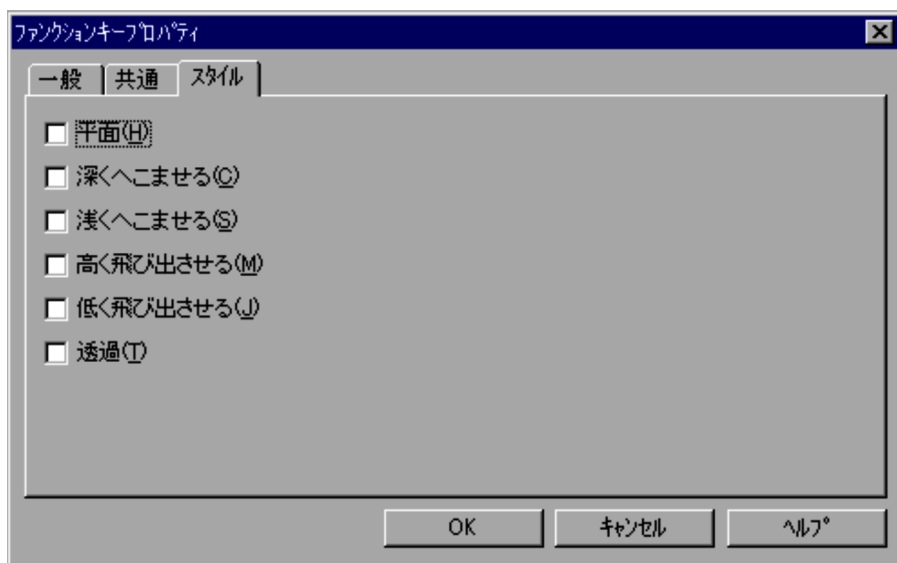 ﾌｧﾝｸｼｮﾝｷｰﾌﾟﾛﾊﾟﾃｨ
一般 共通 ｽﾀｲﾙ
平面(H)
深くへこませる(C)
浅くへこませる(S)
高く飛び出させる(M)
低く飛び出させる(J)
透過(T)
OK ｷｬﾝｾﾙ ﾍﾙﾌﾟ